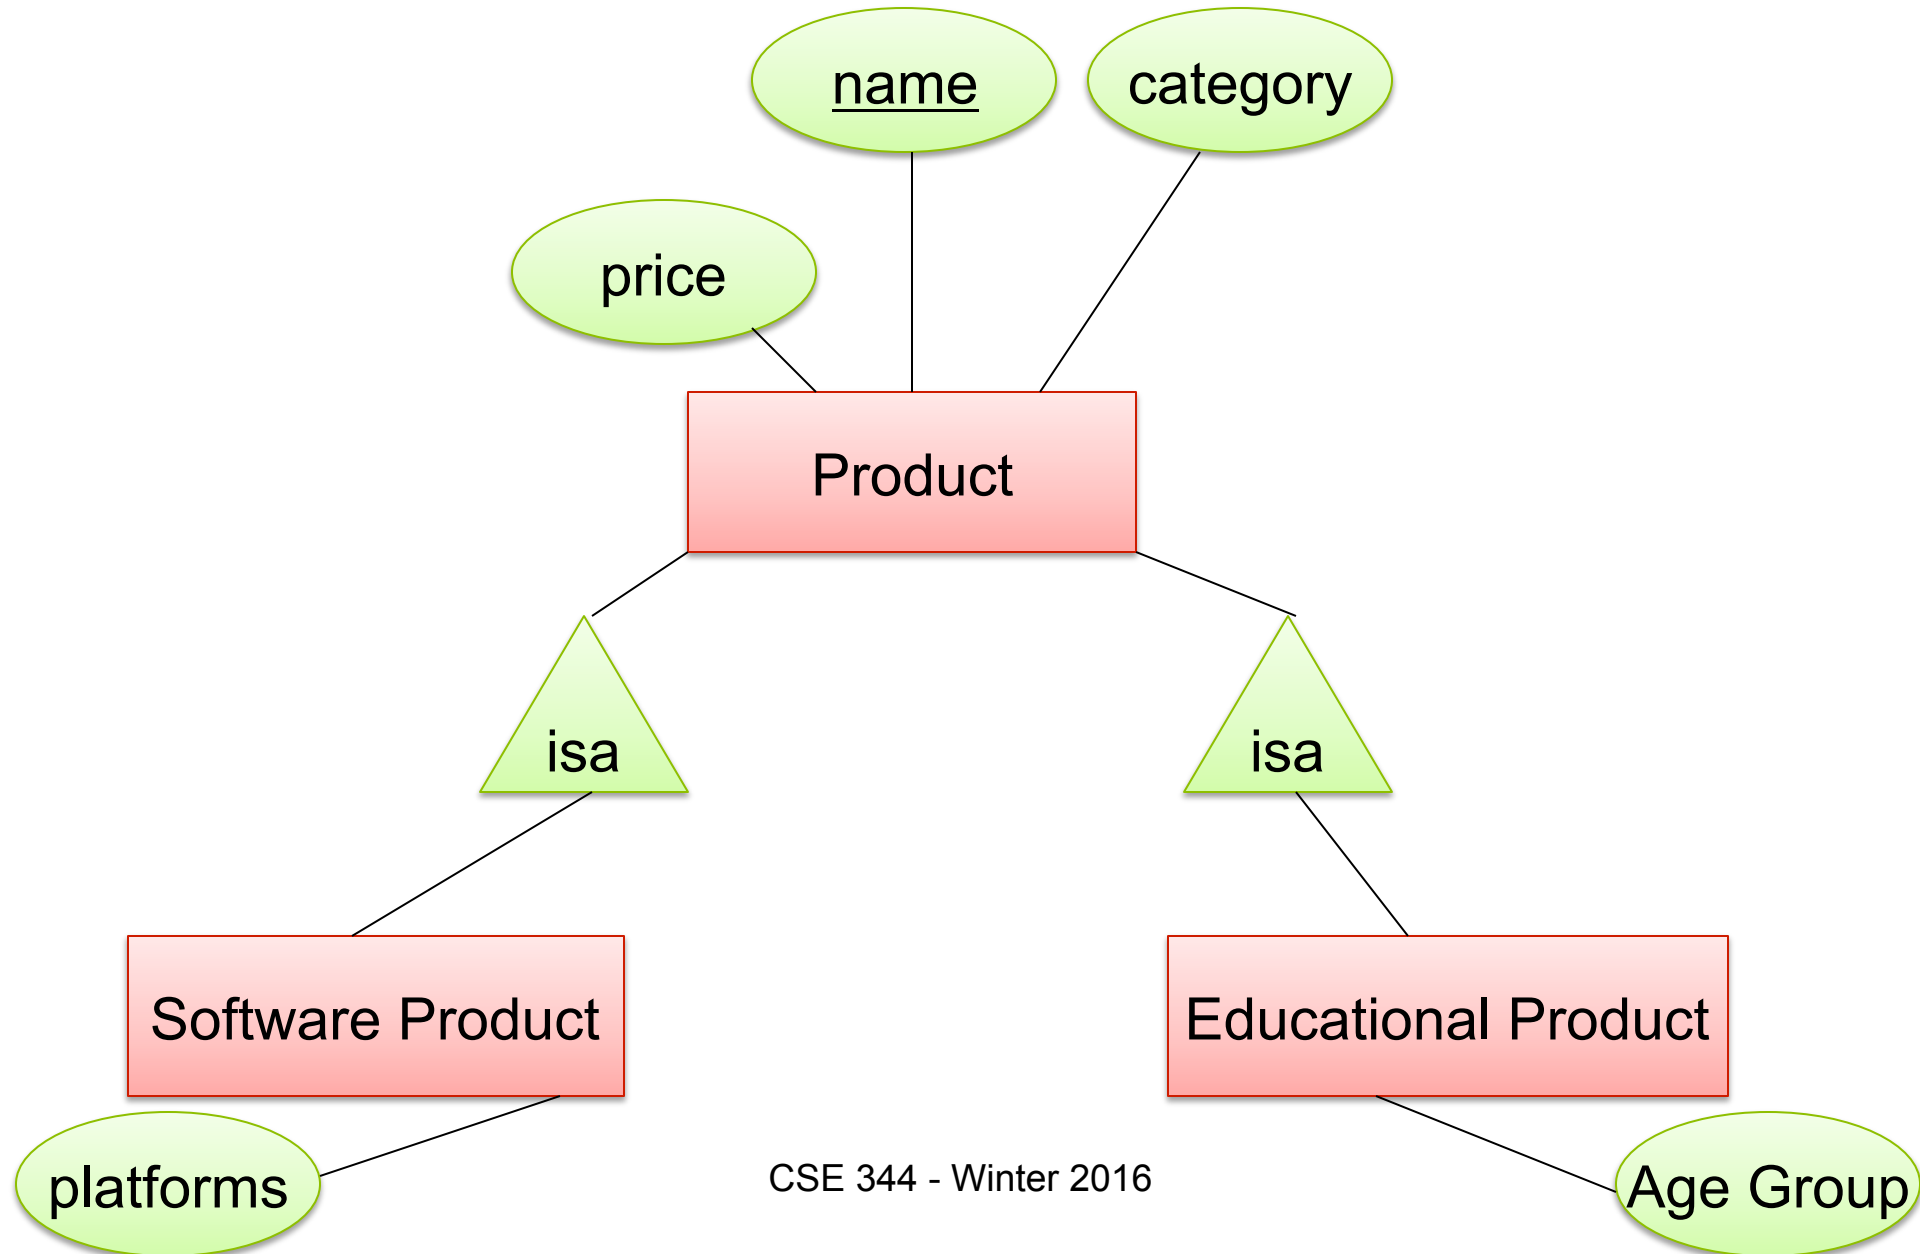 name
category
price
Product
isa
isa
Software Product
Educational Product
platforms
CSE 344 - Winter 2016
Age Group